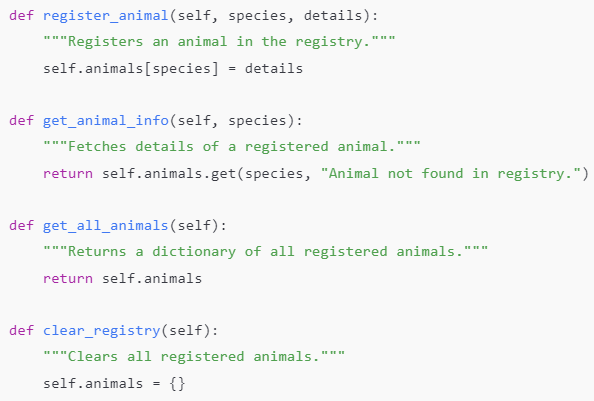 def register_animal(self, species, details):
    """Registers an animal in the registry."""
    self.animals[species] = details

def get_animal_info(self, species):
    """Fetches details of a registered animal."""
    return self.animals.get(species, "Animal not found in registry.")

def get_all_animals(self):
    """Returns a dictionary of all registered animals."""
    return self.animals

def clear_registry(self):
    """Clears all registered animals."""
    self.animals = {}